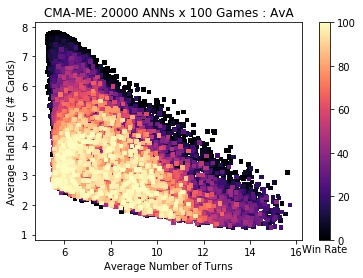 CMA-ME: 20000 ANNs x 100 Games : AvA
8
7
6
5
4
3
2
1
Average Hand Size (# Cards)
6 8 10 12 14 16
Average Number of Turns
100
80
60
40
20
0
Win Rate